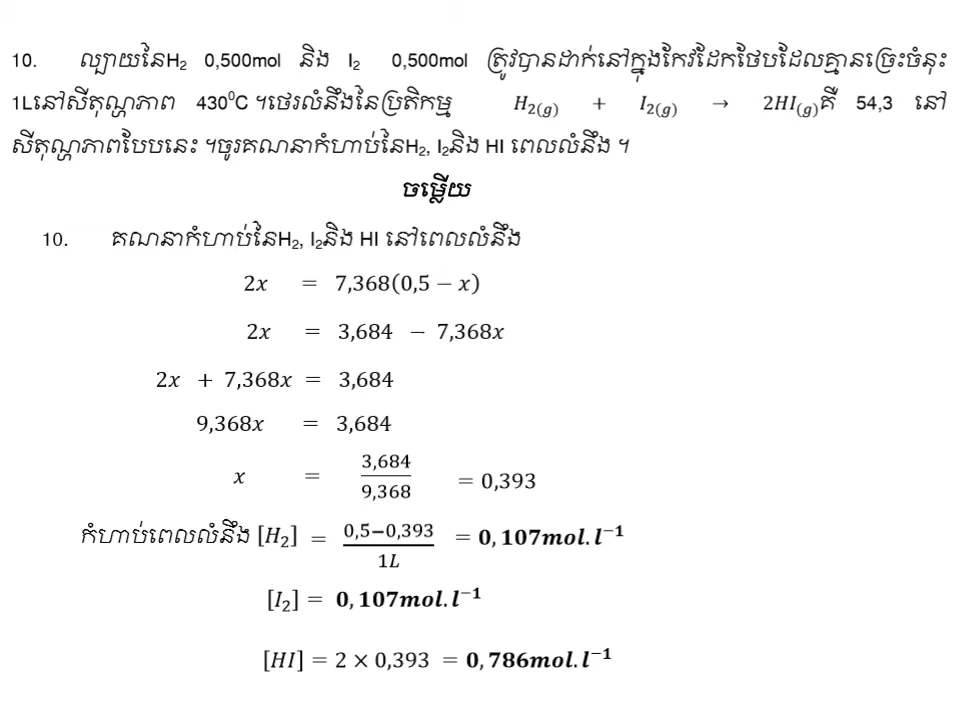 10. ល្បាយនៃH₂ 0,500mol និង I₂ 0,500mol ត្រូវបានដាក់នៅក្នុងកែវដែកថែបដែលគ្មានច្រែះចំនុះ
1Lនៅសីតុណ្ហភាព 430⁰C ។ថេរលំនឹងនៃប្រតិកម្ម H₂₍g₎ + I₂₍g₎ → 2HI₍g₎គឺ 54,3 នៅ
សីតុណ្ហភាពបែបនេះ ។ចូរគណនាកំហាប់នៃH₂, I₂និង HI ពេលលំនឹង ។
ចម្លើយ
10. គណនាកំហាប់នៃH₂, I₂និង HI នៅពេលលំនឹង
2x = 7,368(0,5 − x)
2x = 3,684 − 7,368x
2x + 7,368x = 3,684
9,368x = 3,684
x = 3,684/9,368 = 0,393
កំហាប់ពេលលំនឹង [H₂] = 0,5−0,393/1L = 0,107mol.l⁻¹
[I₂] = 0,107mol.l⁻¹
[HI] = 2 × 0,393 = 0,786mol.l⁻¹